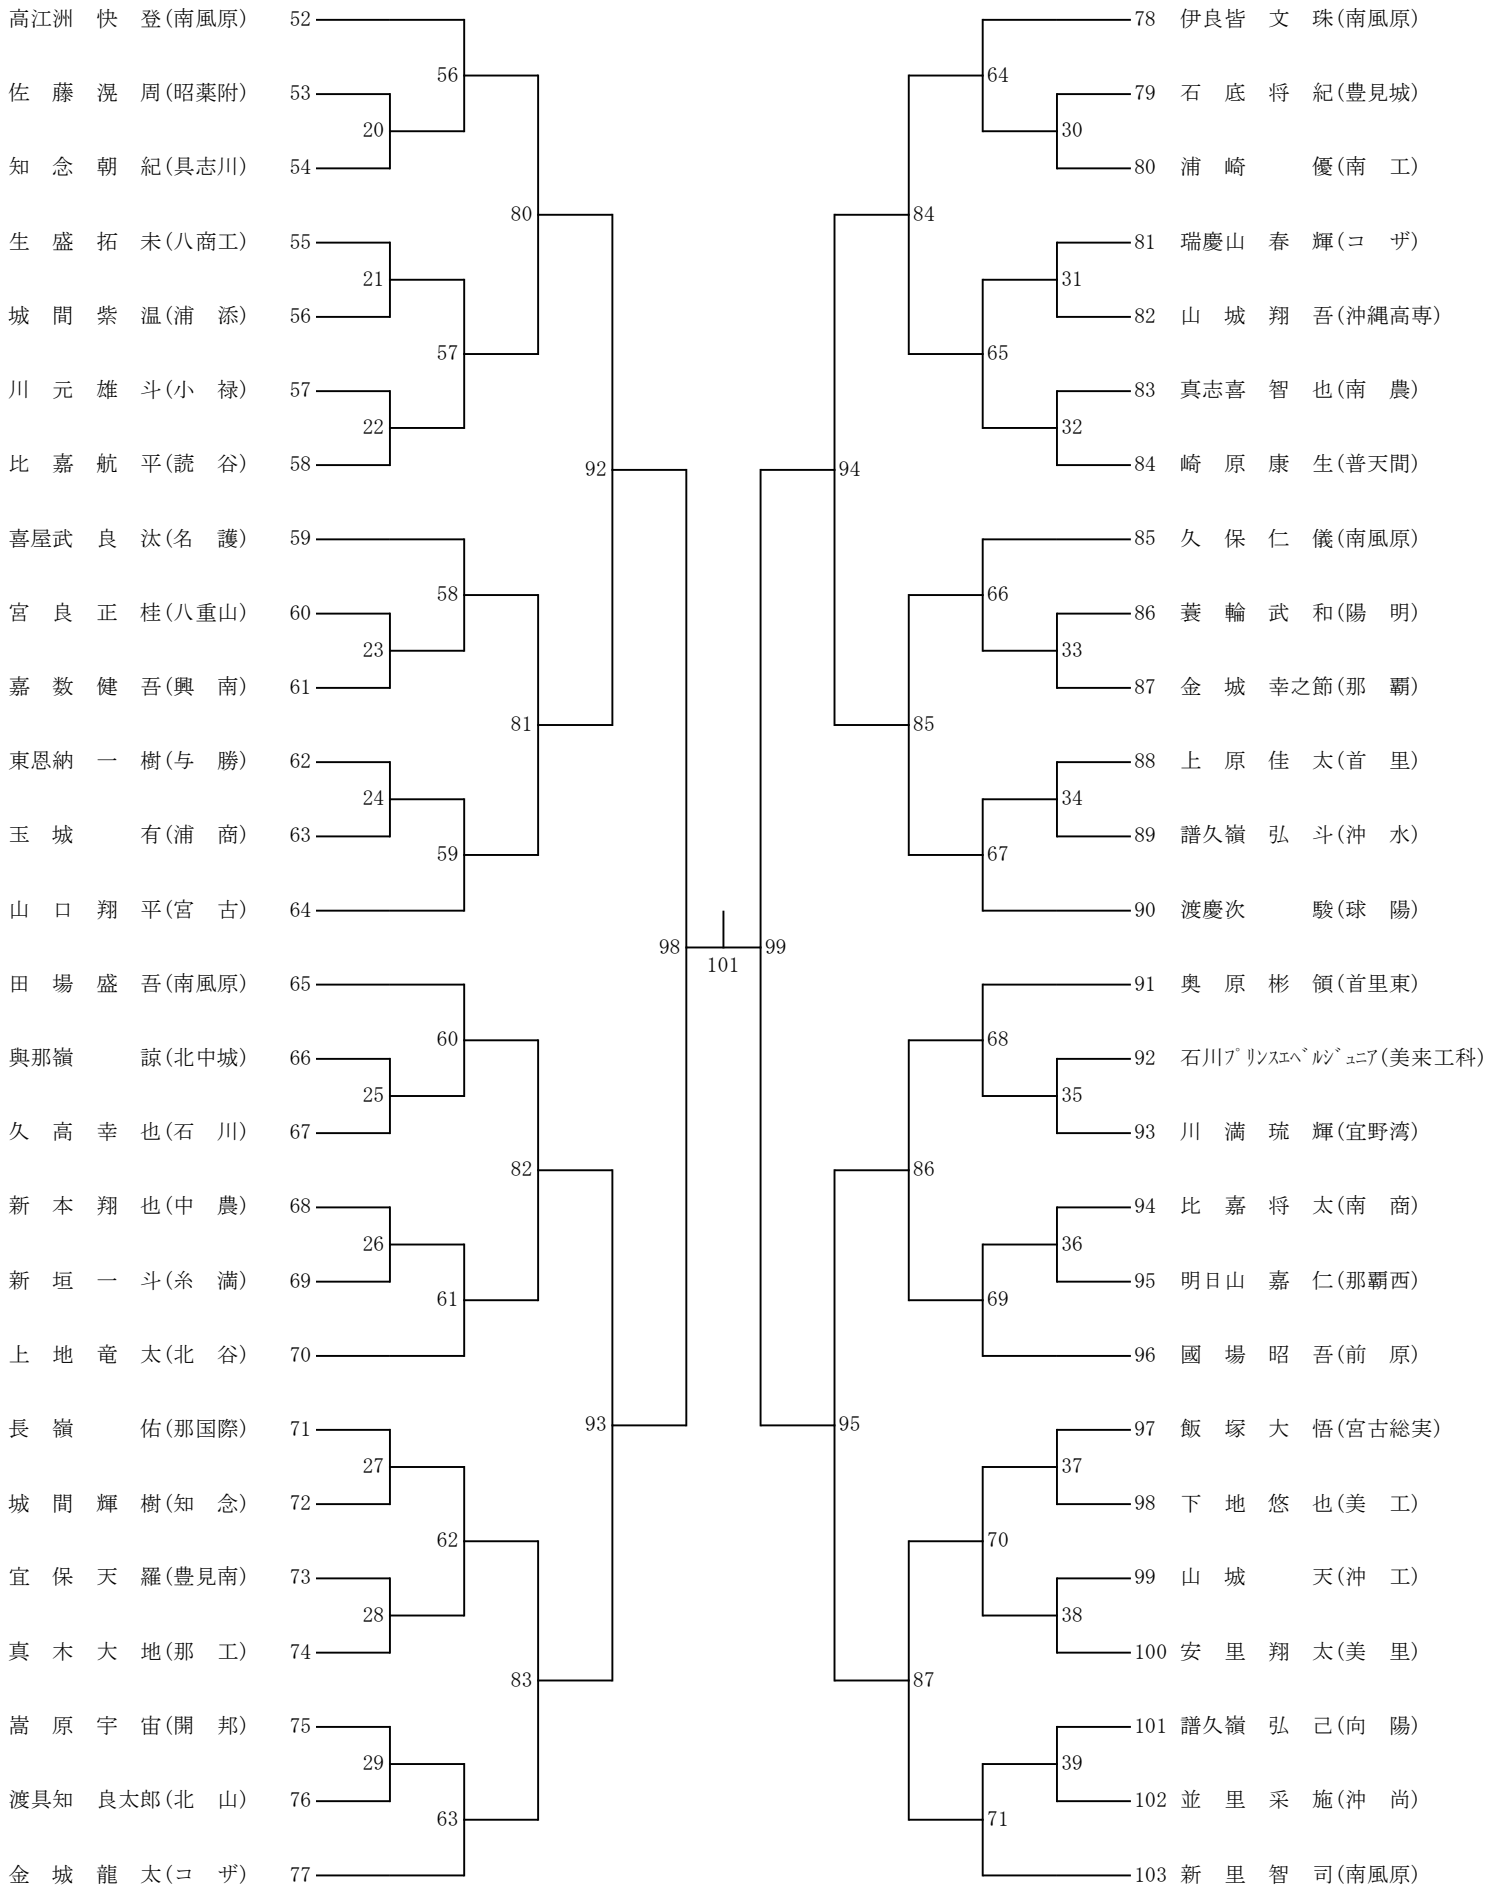 高江洲　快　登(南風原)　52
佐　藤　滉　周(昭薬附)　53
知　念　朝　紀(具志川)　54
生　盛　拓　未(八商工)　55
城　間　紫　温(浦　添)　56
川　元　雄　斗(小　禄)　57
比　嘉　航　平(読　谷)　58
喜屋武　良　汰(名　護)　59
宮　良　正　桂(八重山)　60
嘉　数　健　吾(興　南)　61
東恩納　一　樹(与　勝)　62
玉　城　　　有(浦　商)　63
山　口　翔　平(宮　古)　64
田　場　盛　吾(南風原)　65
與那嶺　　　諒(北中城)　66
久　高　幸　也(石　川)　67
新　本　翔　也(中　農)　68
新　垣　一　斗(糸　満)　69
上　地　竜　太(北　谷)　70
長　嶺　　　佑(那国際)　71
城　間　輝　樹(知　念)　72
宜　保　天　羅(豊見南)　73
真　木　大　地(那　工)　74
嵩　原　宇　宙(開　邦)　75
渡具知　良太郎(北　山)　76
金　城　龍　太(コ　ザ)　77
20
21
22
23
24
25
26
27
28
29
56
57
58
59
60
61
62
63
80
81
82
83
92
93
98
101
99
94
95
84
85
86
87
64
65
66
67
68
69
70
71
30
31
32
33
34
35
36
37
38
39
78　伊良皆　文　珠(南風原)
79　石　底　将　紀(豊見城)
80　浦　崎　　　優(南　工)
81　瑞慶山　春　輝(コ　ザ)
82　山　城　翔　吾(沖縄高専)
83　真志喜　智　也(南　農)
84　崎　原　康　生(普天間)
85　久　保　仁　儀(南風原)
86　蓑　輪　武　和(陽　明)
87　金　城　幸之節(那　覇)
88　上　原　佳　太(首　里)
89　譜久嶺　弘　斗(沖　水)
90　渡慶次　　　駿(球　陽)
91　奥　原　彬　領(首里東)
92　石川ﾌﾟﾘﾝｽｴﾍﾞﾙｼﾞｭﾆｱ(美来工科)
93　川　満　琉　輝(宜野湾)
94　比　嘉　将　太(南　商)
95　明日山　嘉　仁(那覇西)
96　國　場　昭　吾(前　原)
97　飯　塚　大　悟(宮古総実)
98　下　地　悠　也(美　工)
99　山　城　　　天(沖　工)
100　安　里　翔　太(美　里)
101　譜久嶺　弘　己(向　陽)
102　並　里　采　施(沖　尚)
103　新　里　智　司(南風原)